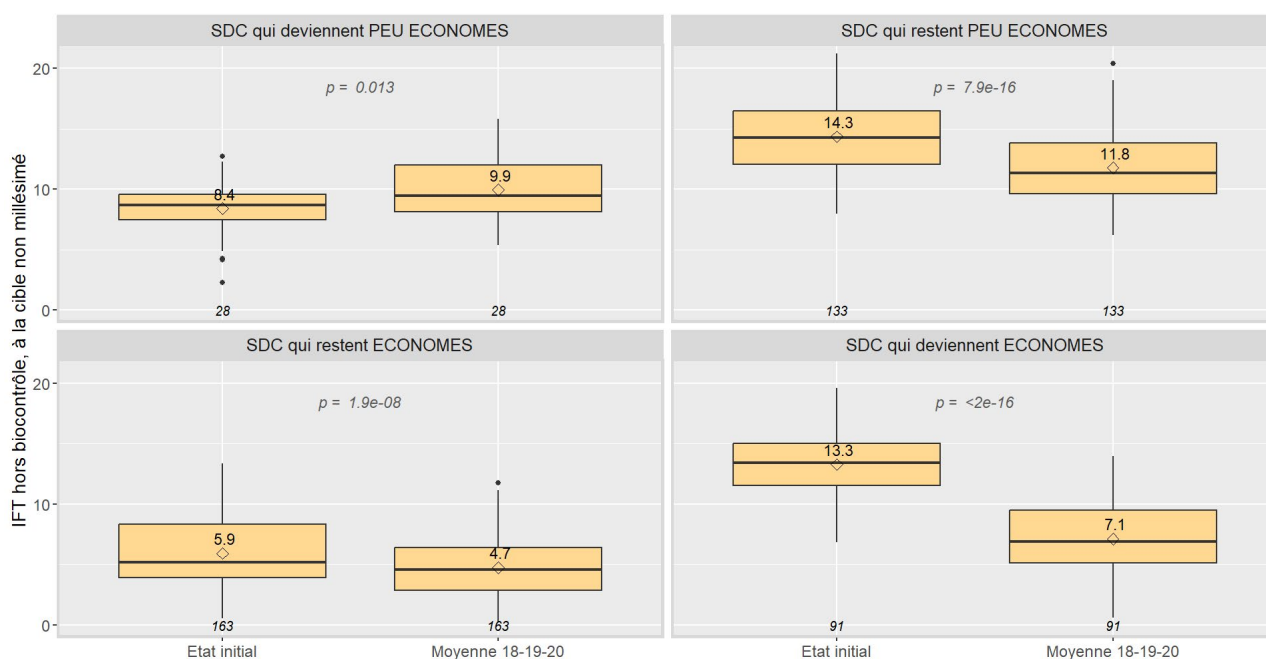 SDC qui deviennent PEU ECONOMES
SDC qui restent PEU ECONOMES
20
p = 0.013
p = 7.9e-16
14.3
11.8
10
8.4
9.9
0
28
28
133
133
IFT hors biocontrôle, à la cible non millésimé
SDC qui restent ECONOMES
SDC qui deviennent ECONOMES
20
p = 1.9e-08
p = <2e-16
13.3
10
5.9
4.7
7.1
0
163
163
91
91
Etat initial
Moyenne 18-19-20
Etat initial
Moyenne 18-19-20